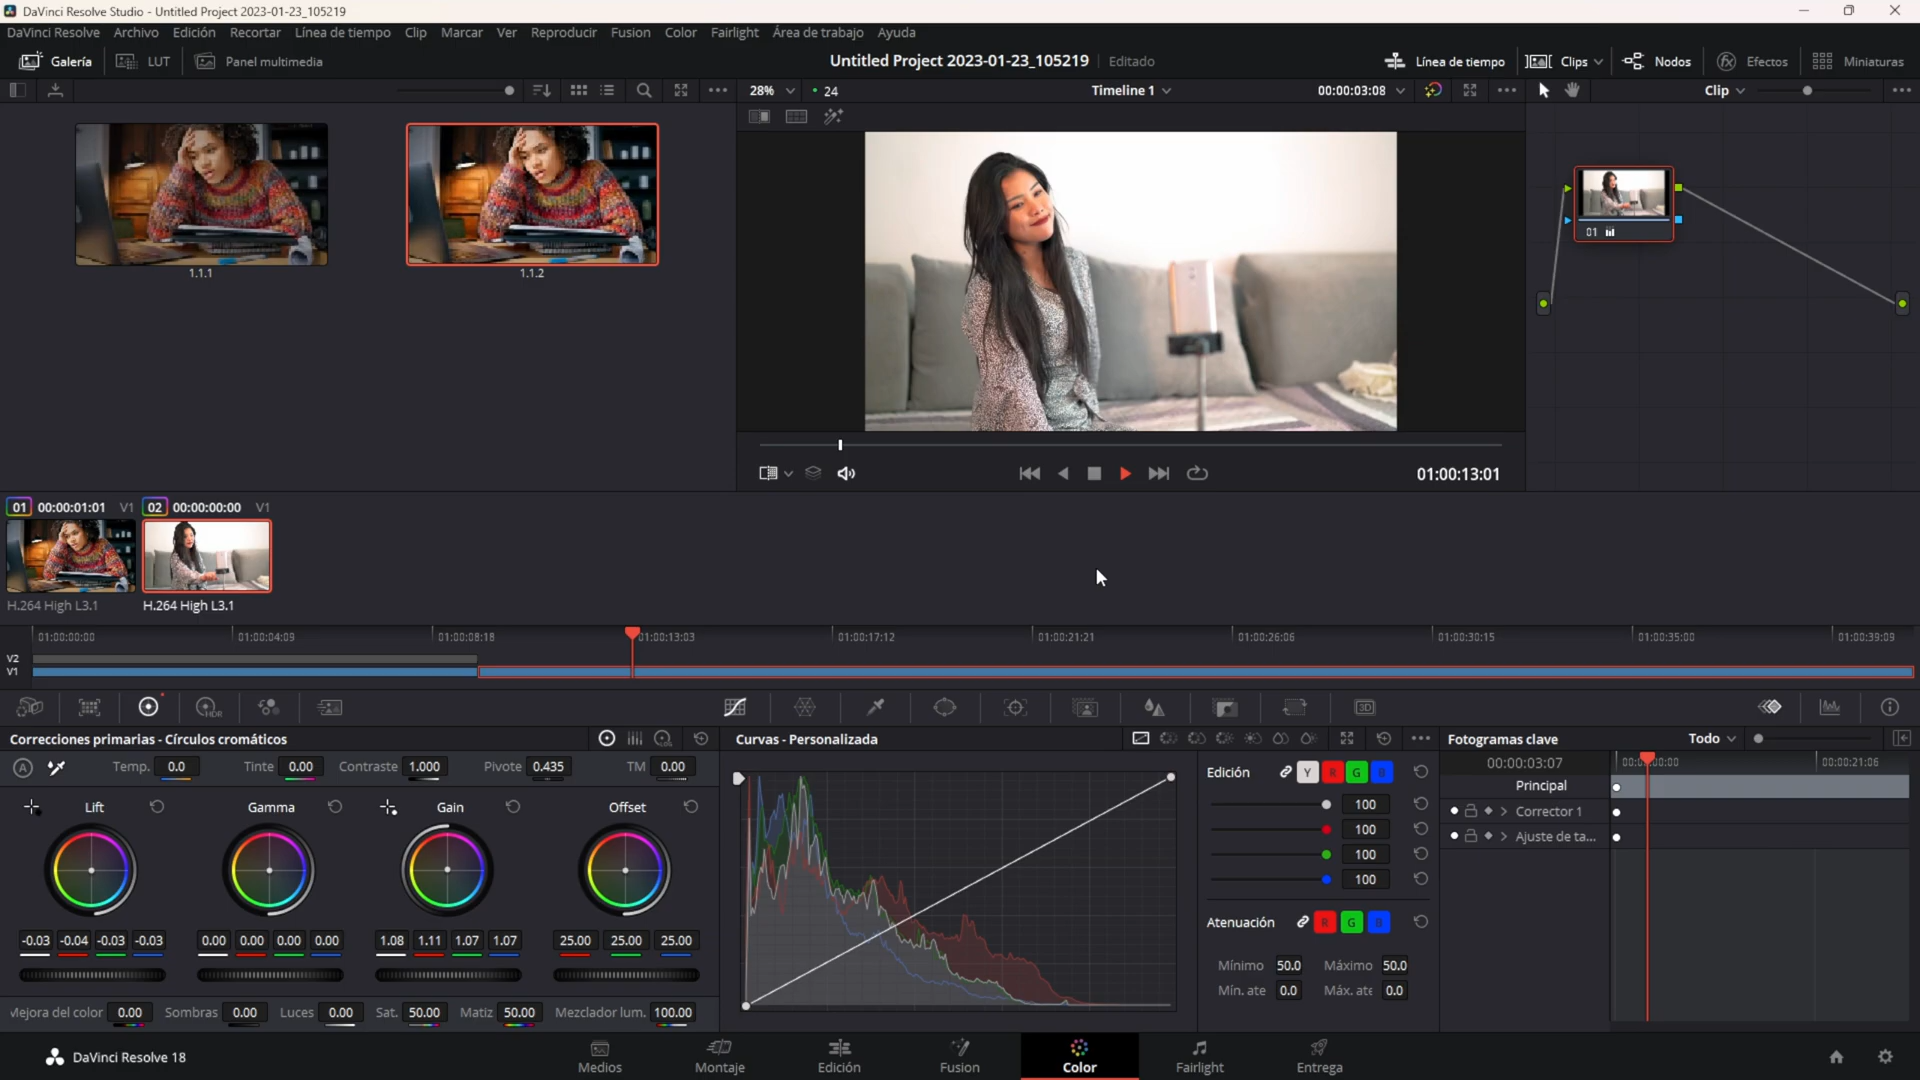 DaVinci Resolve Studio - Untitled Project 2023-01-23_105219
DaVinci Resolve Archivo Edición Recortar Línea de tiempo Clip Marcar Ver Reproducir Fusion Color Fairlight Área de trabajo Ayuda
Galería LUT Panel multimedia Untitled Project 2023-01-23_105219 Editado Línea de tiempo Clips Nodos Efectos Miniaturas
28% 24 Timeline 1 00:00:03:08 Clip
1.1.1 1.1.2
01
01:00:13:01
01 00:00:01:01 V1 02 00:00:00:00 V1
H.264 High L3.1 H.264 High L3.1
01:00:00:00 01:00:04:09 01:00:08:18 01:00:13:03 01:00:17:12 01:00:21:21 01:00:26:06 01:00:30:15 01:00:35:00 01:00:39:09
V2
V1
HDR 3D
Correcciones primarias - Círculos cromáticos Curvas - Personalizada Fotogramas clave Todo
A Temp. 0.0 Tinte 0.00 Contraste 1.000 Pivote 0.435 TM 0.00
Lift Gamma Gain Offset
-0.03 -0.04 -0.03 -0.03 0.00 0.00 0.00 0.00 1.08 1.11 1.07 1.07 25.00 25.00 25.00
Sombras 0.00 Luces 0.00 Sat. 50.00 Matiz 50.00 Mezclador lum. 100.00
ejora del color 0.00
Edición Y R G B
100
100
100
100
Atenuación R G B
Mínimo 50.0 Máximo 50.0
Mín. ate 0.0 Máx. ate 0.0
00:00:03:07 00:00:21:06
Principal
Corrector 1
Ajuste de ta...
DaVinci Resolve 18 Medios Montaje Edición Fusion Color Fairlight Entrega